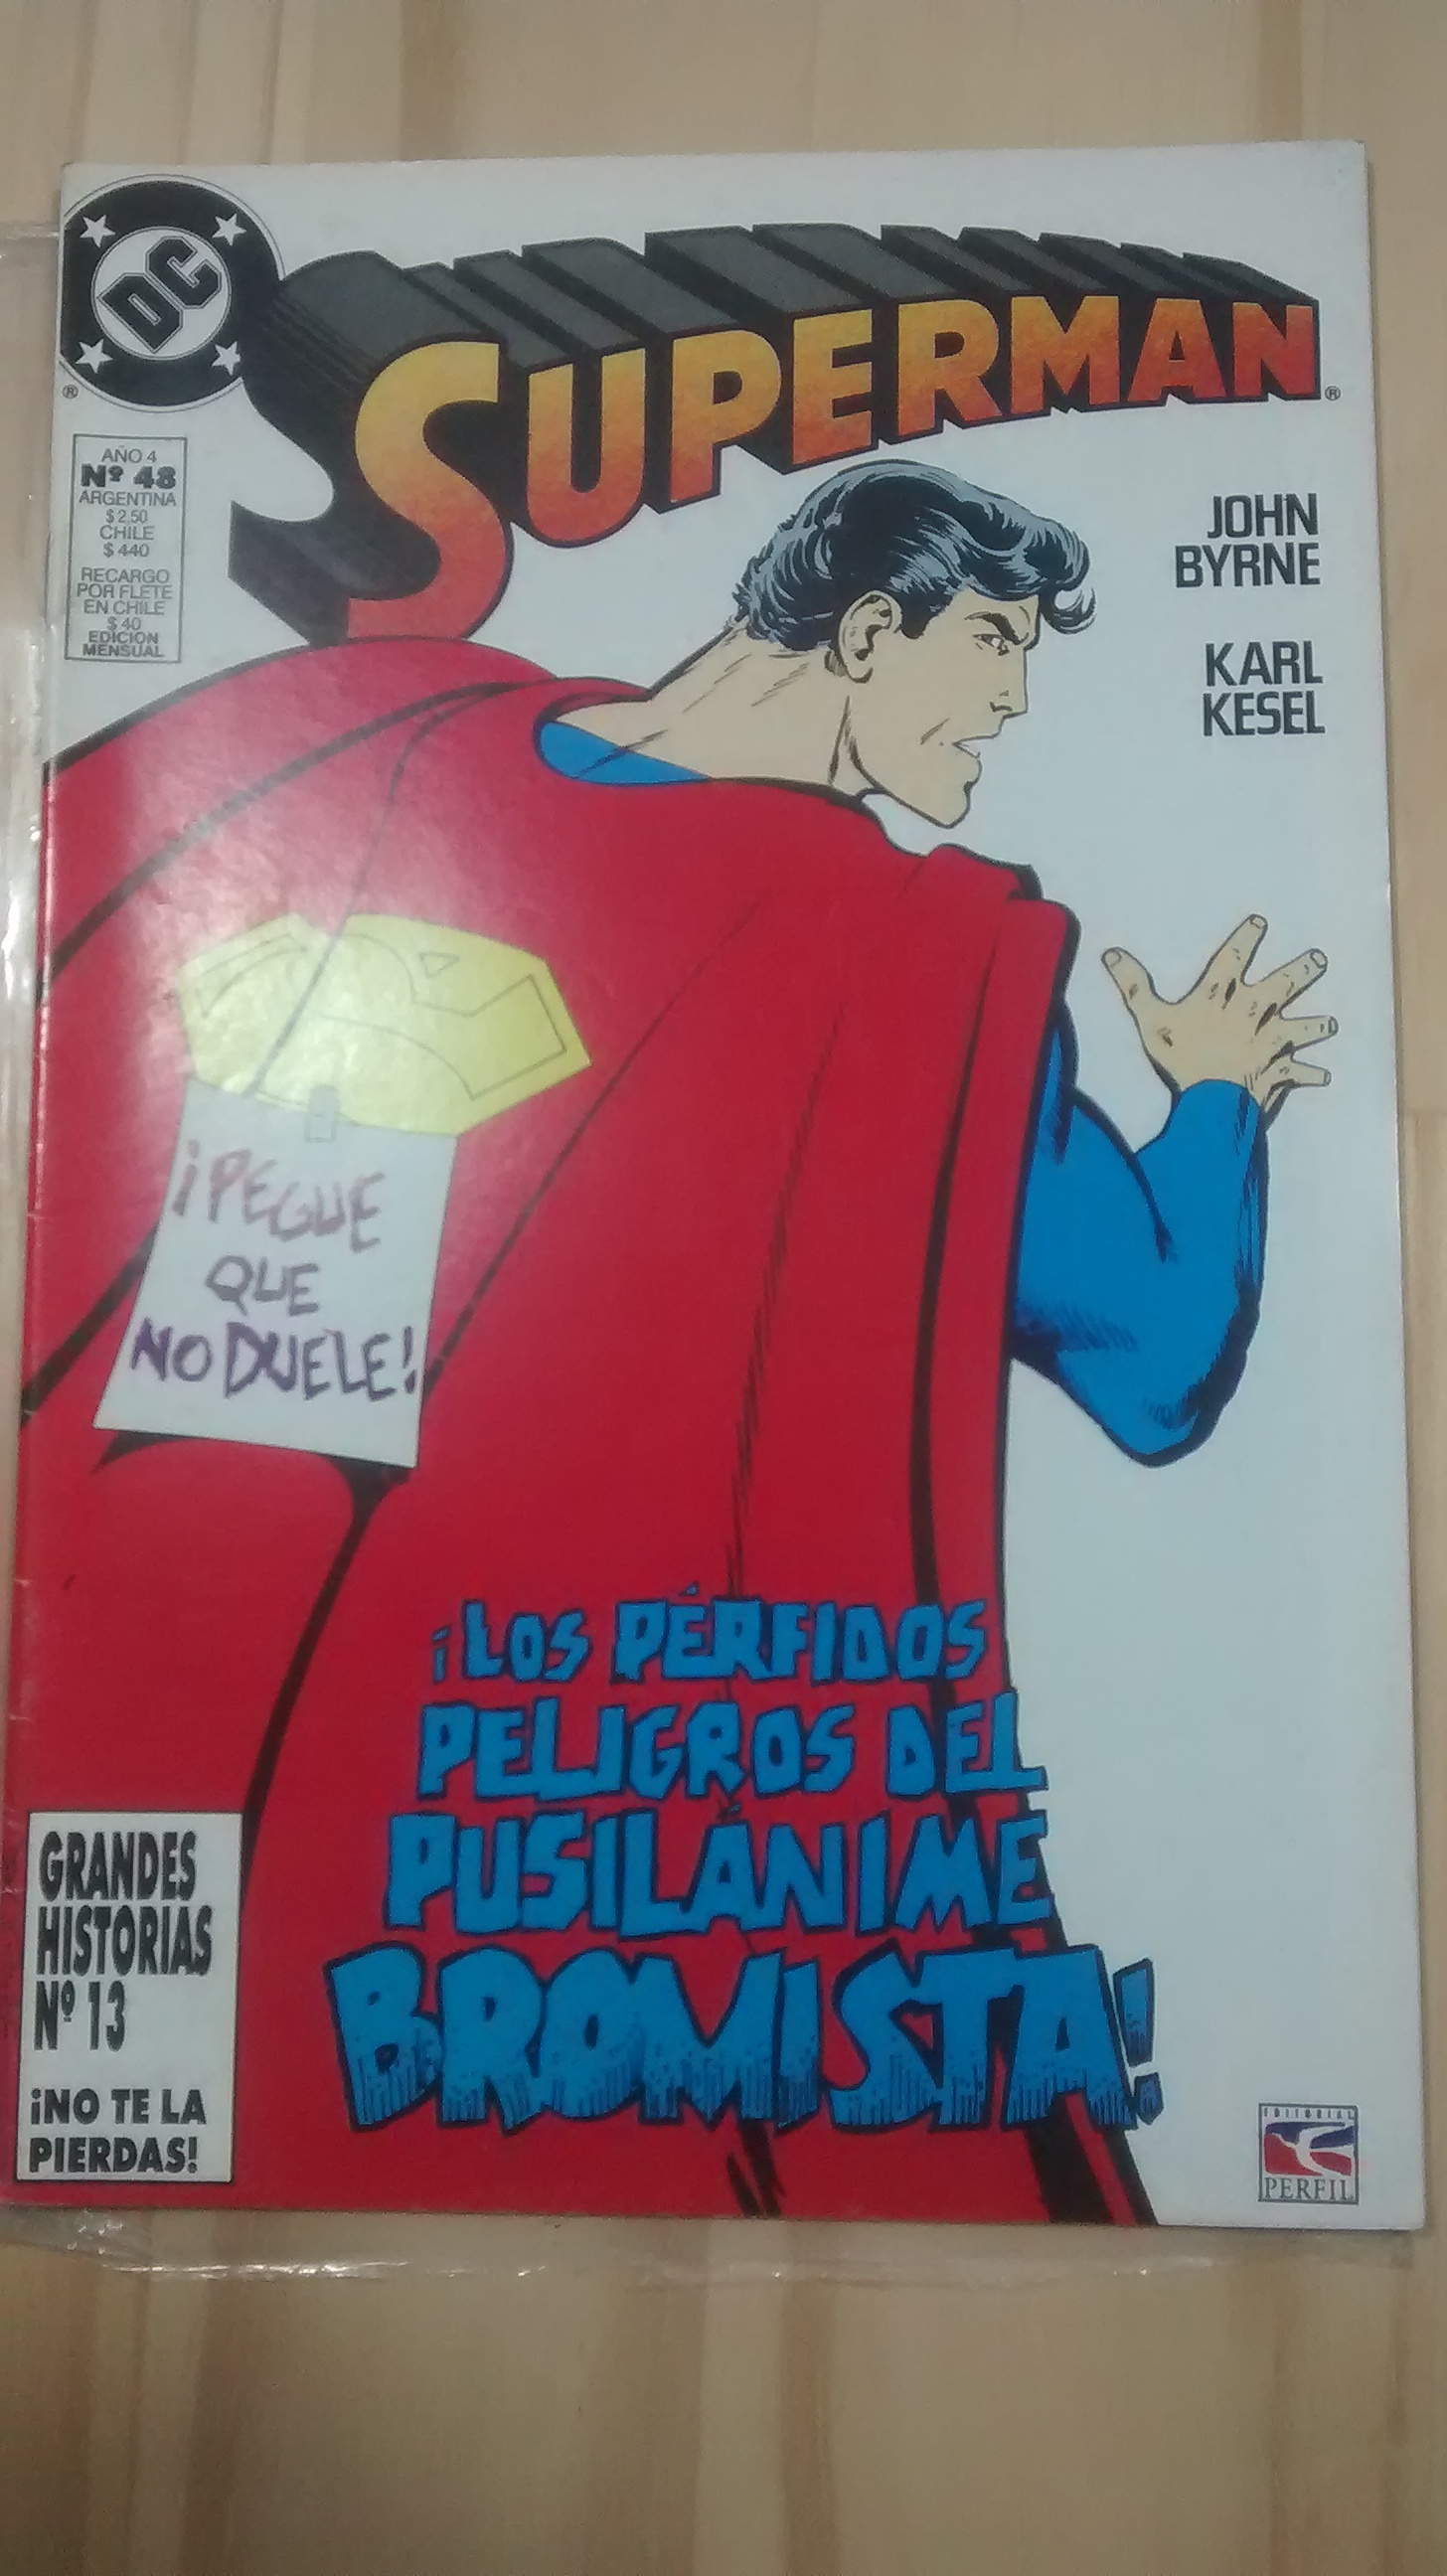 DC
®
SUPERMAN
®
AÑO 4
Nº 48
ARGENTINA
$ 2,50
CHILE
$ 440
RECARGO
POR FLETE
EN CHILE
$ 40
EDICION
MENSUAL
JOHN
BYRNE
KARL
KESEL
¡PEGUE
QUE
NO DUELE!
¡LOS PÉRFIDOS
PELIGROS DEL
PUSILÁNIME
BROMISTA!
GRANDES
HISTORIAS
Nº 13
¡NO TE LA
PIERDAS!
EDITORIAL
PERFIL